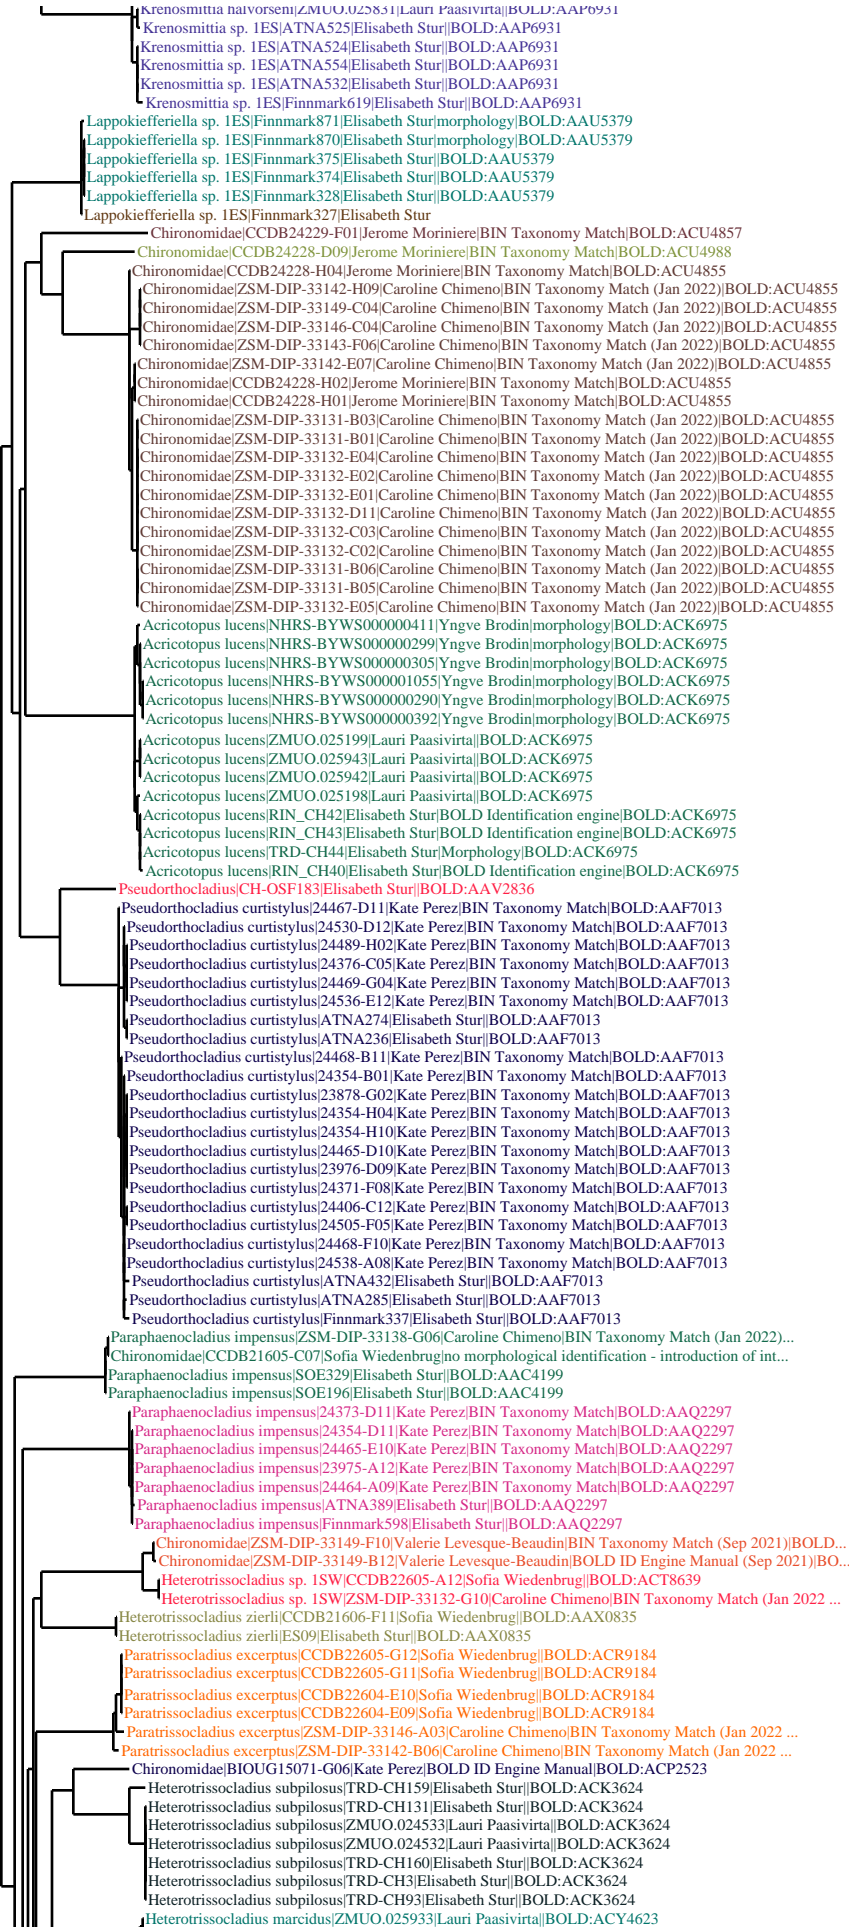 Krenosmittia halvorseni|ZMUO.025831|Lauri Paasivirta||BOLD:AAP6931
Krenosmittia sp. 1ES|ATNA525|Elisabeth Stur||BOLD:AAP6931
Krenosmittia sp. 1ES|ATNA524|Elisabeth Stur||BOLD:AAP6931
Krenosmittia sp. 1ES|ATNA554|Elisabeth Stur||BOLD:AAP6931
Krenosmittia sp. 1ES|ATNA532|Elisabeth Stur||BOLD:AAP6931
Krenosmittia sp. 1ES|Finnmark619|Elisabeth Stur||BOLD:AAP6931
Lappokiefferiella sp. 1ES|Finnmark871|Elisabeth Stur|morphology|BOLD:AAU5379
Lappokiefferiella sp. 1ES|Finnmark870|Elisabeth Stur|morphology|BOLD:AAU5379
Lappokiefferiella sp. 1ES|Finnmark375|Elisabeth Stur||BOLD:AAU5379
Lappokiefferiella sp. 1ES|Finnmark374|Elisabeth Stur||BOLD:AAU5379
Lappokiefferiella sp. 1ES|Finnmark328|Elisabeth Stur||BOLD:AAU5379
Lappokiefferiella sp. 1ES|Finnmark327|Elisabeth Stur
Chironomidae|CCDB24229-F01|Jerome Moriniere|BIN Taxonomy Match|BOLD:ACU4857
Chironomidae|CCDB24228-D09|Jerome Moriniere|BIN Taxonomy Match|BOLD:ACU4988
Chironomidae|CCDB24228-H04|Jerome Moriniere|BIN Taxonomy Match|BOLD:ACU4855
Chironomidae|ZSM-DIP-33142-H09|Caroline Chimeno|BIN Taxonomy Match (Jan 2022)|BOLD:ACU4855
Chironomidae|ZSM-DIP-33149-C04|Caroline Chimeno|BIN Taxonomy Match (Jan 2022)|BOLD:ACU4855
Chironomidae|ZSM-DIP-33146-C04|Caroline Chimeno|BIN Taxonomy Match (Jan 2022)|BOLD:ACU4855
Chironomidae|ZSM-DIP-33143-F06|Caroline Chimeno|BIN Taxonomy Match (Jan 2022)|BOLD:ACU4855
Chironomidae|ZSM-DIP-33142-E07|Caroline Chimeno|BIN Taxonomy Match (Jan 2022)|BOLD:ACU4855
Chironomidae|CCDB24228-H02|Jerome Moriniere|BIN Taxonomy Match|BOLD:ACU4855
Chironomidae|CCDB24228-H01|Jerome Moriniere|BIN Taxonomy Match|BOLD:ACU4855
Chironomidae|ZSM-DIP-33131-B03|Caroline Chimeno|BIN Taxonomy Match (Jan 2022)|BOLD:ACU4855
Chironomidae|ZSM-DIP-33131-B01|Caroline Chimeno|BIN Taxonomy Match (Jan 2022)|BOLD:ACU4855
Chironomidae|ZSM-DIP-33132-E04|Caroline Chimeno|BIN Taxonomy Match (Jan 2022)|BOLD:ACU4855
Chironomidae|ZSM-DIP-33132-E02|Caroline Chimeno|BIN Taxonomy Match (Jan 2022)|BOLD:ACU4855
Chironomidae|ZSM-DIP-33132-E01|Caroline Chimeno|BIN Taxonomy Match (Jan 2022)|BOLD:ACU4855
Chironomidae|ZSM-DIP-33132-D11|Caroline Chimeno|BIN Taxonomy Match (Jan 2022)|BOLD:ACU4855
Chironomidae|ZSM-DIP-33132-C03|Caroline Chimeno|BIN Taxonomy Match (Jan 2022)|BOLD:ACU4855
Chironomidae|ZSM-DIP-33132-C02|Caroline Chimeno|BIN Taxonomy Match (Jan 2022)|BOLD:ACU4855
Chironomidae|ZSM-DIP-33131-B06|Caroline Chimeno|BIN Taxonomy Match (Jan 2022)|BOLD:ACU4855
Chironomidae|ZSM-DIP-33131-B05|Caroline Chimeno|BIN Taxonomy Match (Jan 2022)|BOLD:ACU4855
Chironomidae|ZSM-DIP-33132-E05|Caroline Chimeno|BIN Taxonomy Match (Jan 2022)|BOLD:ACU4855
Acricotopus lucens|NHRS-BYWS000000411|Yngve Brodin|morphology|BOLD:ACK6975
Acricotopus lucens|NHRS-BYWS000000299|Yngve Brodin|morphology|BOLD:ACK6975
Acricotopus lucens|NHRS-BYWS000000305|Yngve Brodin|morphology|BOLD:ACK6975
Acricotopus lucens|NHRS-BYWS000001055|Yngve Brodin|morphology|BOLD:ACK6975
Acricotopus lucens|NHRS-BYWS000000290|Yngve Brodin|morphology|BOLD:ACK6975
Acricotopus lucens|NHRS-BYWS000000392|Yngve Brodin|morphology|BOLD:ACK6975
Acricotopus lucens|ZMUO.025199|Lauri Paasivirta||BOLD:ACK6975
Acricotopus lucens|ZMUO.025943|Lauri Paasivirta||BOLD:ACK6975
Acricotopus lucens|ZMUO.025942|Lauri Paasivirta||BOLD:ACK6975
Acricotopus lucens|ZMUO.025198|Lauri Paasivirta||BOLD:ACK6975
Acricotopus lucens|RIN_CH42|Elisabeth Stur|BOLD Identification engine|BOLD:ACK6975
Acricotopus lucens|RIN_CH43|Elisabeth Stur|BOLD Identification engine|BOLD:ACK6975
Acricotopus lucens|TRD-CH44|Elisabeth Stur|Morphology|BOLD:ACK6975
Acricotopus lucens|RIN_CH40|Elisabeth Stur|BOLD Identification engine|BOLD:ACK6975
Pseudorthocladius|CH-OSF183|Elisabeth Stur||BOLD:AAV2836
Pseudorthocladius curtistylus|24467-D11|Kate Perez|BIN Taxonomy Match|BOLD:AAF7013
Pseudorthocladius curtistylus|24530-D12|Kate Perez|BIN Taxonomy Match|BOLD:AAF7013
Pseudorthocladius curtistylus|24489-H02|Kate Perez|BIN Taxonomy Match|BOLD:AAF7013
Pseudorthocladius curtistylus|24376-C05|Kate Perez|BIN Taxonomy Match|BOLD:AAF7013
Pseudorthocladius curtistylus|24469-G04|Kate Perez|BIN Taxonomy Match|BOLD:AAF7013
Pseudorthocladius curtistylus|24536-E12|Kate Perez|BIN Taxonomy Match|BOLD:AAF7013
Pseudorthocladius curtistylus|ATNA274|Elisabeth Stur||BOLD:AAF7013
Pseudorthocladius curtistylus|ATNA236|Elisabeth Stur||BOLD:AAF7013
Pseudorthocladius curtistylus|24468-B11|Kate Perez|BIN Taxonomy Match|BOLD:AAF7013
Pseudorthocladius curtistylus|24354-B01|Kate Perez|BIN Taxonomy Match|BOLD:AAF7013
Pseudorthocladius curtistylus|23878-G02|Kate Perez|BIN Taxonomy Match|BOLD:AAF7013
Pseudorthocladius curtistylus|24354-H04|Kate Perez|BIN Taxonomy Match|BOLD:AAF7013
Pseudorthocladius curtistylus|24354-H10|Kate Perez|BIN Taxonomy Match|BOLD:AAF7013
Pseudorthocladius curtistylus|24465-D10|Kate Perez|BIN Taxonomy Match|BOLD:AAF7013
Pseudorthocladius curtistylus|23976-D09|Kate Perez|BIN Taxonomy Match|BOLD:AAF7013
Pseudorthocladius curtistylus|24371-F08|Kate Perez|BIN Taxonomy Match|BOLD:AAF7013
Pseudorthocladius curtistylus|24406-C12|Kate Perez|BIN Taxonomy Match|BOLD:AAF7013
Pseudorthocladius curtistylus|24505-F05|Kate Perez|BIN Taxonomy Match|BOLD:AAF7013
Pseudorthocladius curtistylus|24468-F10|Kate Perez|BIN Taxonomy Match|BOLD:AAF7013
Pseudorthocladius curtistylus|24538-A08|Kate Perez|BIN Taxonomy Match|BOLD:AAF7013
Pseudorthocladius curtistylus|ATNA432|Elisabeth Stur||BOLD:AAF7013
Pseudorthocladius curtistylus|ATNA285|Elisabeth Stur||BOLD:AAF7013
Pseudorthocladius curtistylus|Finnmark337|Elisabeth Stur||BOLD:AAF7013
Paraphaenocladius impensus|ZSM-DIP-33138-G06|Caroline Chimeno|BIN Taxonomy Match (Jan 2022)...
Chironomidae|CCDB21605-C07|Sofia Wiedenbrug|no morphological identification - introduction of int...
Paraphaenocladius impensus|SOE329|Elisabeth Stur||BOLD:AAC4199
Paraphaenocladius impensus|SOE196|Elisabeth Stur||BOLD:AAC4199
Paraphaenocladius impensus|24373-D11|Kate Perez|BIN Taxonomy Match|BOLD:AAQ2297
Paraphaenocladius impensus|24354-D11|Kate Perez|BIN Taxonomy Match|BOLD:AAQ2297
Paraphaenocladius impensus|24465-E10|Kate Perez|BIN Taxonomy Match|BOLD:AAQ2297
Paraphaenocladius impensus|23975-A12|Kate Perez|BIN Taxonomy Match|BOLD:AAQ2297
Paraphaenocladius impensus|24464-A09|Kate Perez|BIN Taxonomy Match|BOLD:AAQ2297
Paraphaenocladius impensus|ATNA389|Elisabeth Stur||BOLD:AAQ2297
Paraphaenocladius impensus|Finnmark598|Elisabeth Stur||BOLD:AAQ2297
Chironomidae|ZSM-DIP-33149-F10|Valerie Levesque-Beaudin|BIN Taxonomy Match (Sep 2021)|BOLD...
Chironomidae|ZSM-DIP-33149-B12|Valerie Levesque-Beaudin|BOLD ID Engine Manual (Sep 2021)|BO...
Heterotrissocladius sp. 1SW|CCDB22605-A12|Sofia Wiedenbrug||BOLD:ACT8639
Heterotrissocladius sp. 1SW|ZSM-DIP-33132-G10|Caroline Chimeno|BIN Taxonomy Match (Jan 2022 ...
Heterotrissocladius zierli|CCDB21606-F11|Sofia Wiedenbrug||BOLD:AAX0835
Heterotrissocladius zierli|ES09|Elisabeth Stur||BOLD:AAX0835
Paratrissocladius excerptus|CCDB22605-G12|Sofia Wiedenbrug||BOLD:ACR9184
Paratrissocladius excerptus|CCDB22605-G11|Sofia Wiedenbrug||BOLD:ACR9184
Paratrissocladius excerptus|CCDB22604-E10|Sofia Wiedenbrug||BOLD:ACR9184
Paratrissocladius excerptus|CCDB22604-E09|Sofia Wiedenbrug||BOLD:ACR9184
Paratrissocladius excerptus|ZSM-DIP-33146-A03|Caroline Chimeno|BIN Taxonomy Match (Jan 2022 ...
Paratrissocladius excerptus|ZSM-DIP-33142-B06|Caroline Chimeno|BIN Taxonomy Match (Jan 2022 ...
Chironomidae|BIOUG15071-G06|Kate Perez|BOLD ID Engine Manual|BOLD:ACP2523
Heterotrissocladius subpilosus|TRD-CH159|Elisabeth Stur||BOLD:ACK3624
Heterotrissocladius subpilosus|TRD-CH131|Elisabeth Stur||BOLD:ACK3624
Heterotrissocladius subpilosus|ZMUO.024533|Lauri Paasivirta||BOLD:ACK3624
Heterotrissocladius subpilosus|ZMUO.024532|Lauri Paasivirta||BOLD:ACK3624
Heterotrissocladius subpilosus|TRD-CH160|Elisabeth Stur||BOLD:ACK3624
Heterotrissocladius subpilosus|TRD-CH3|Elisabeth Stur||BOLD:ACK3624
Heterotrissocladius subpilosus|TRD-CH93|Elisabeth Stur||BOLD:ACK3624
Heterotrissocladius marcidus|ZMUO.025933|Lauri Paasivirta||BOLD:ACY4623